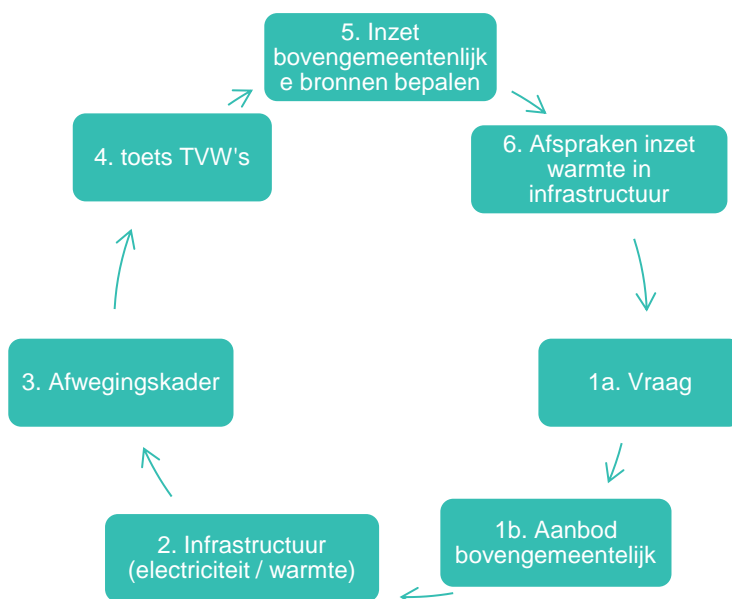 5. Inzet
bovengemeentenlijk
e bronnen bepalen
4. toets TVW's
6. Afspraken inzet
warmte in
infrastructuur
3. Afwegingskader
1a. Vraag
1b. Aanbod
bovengemeentelijk
2. Infrastructuur
(electriciteit / warmte)